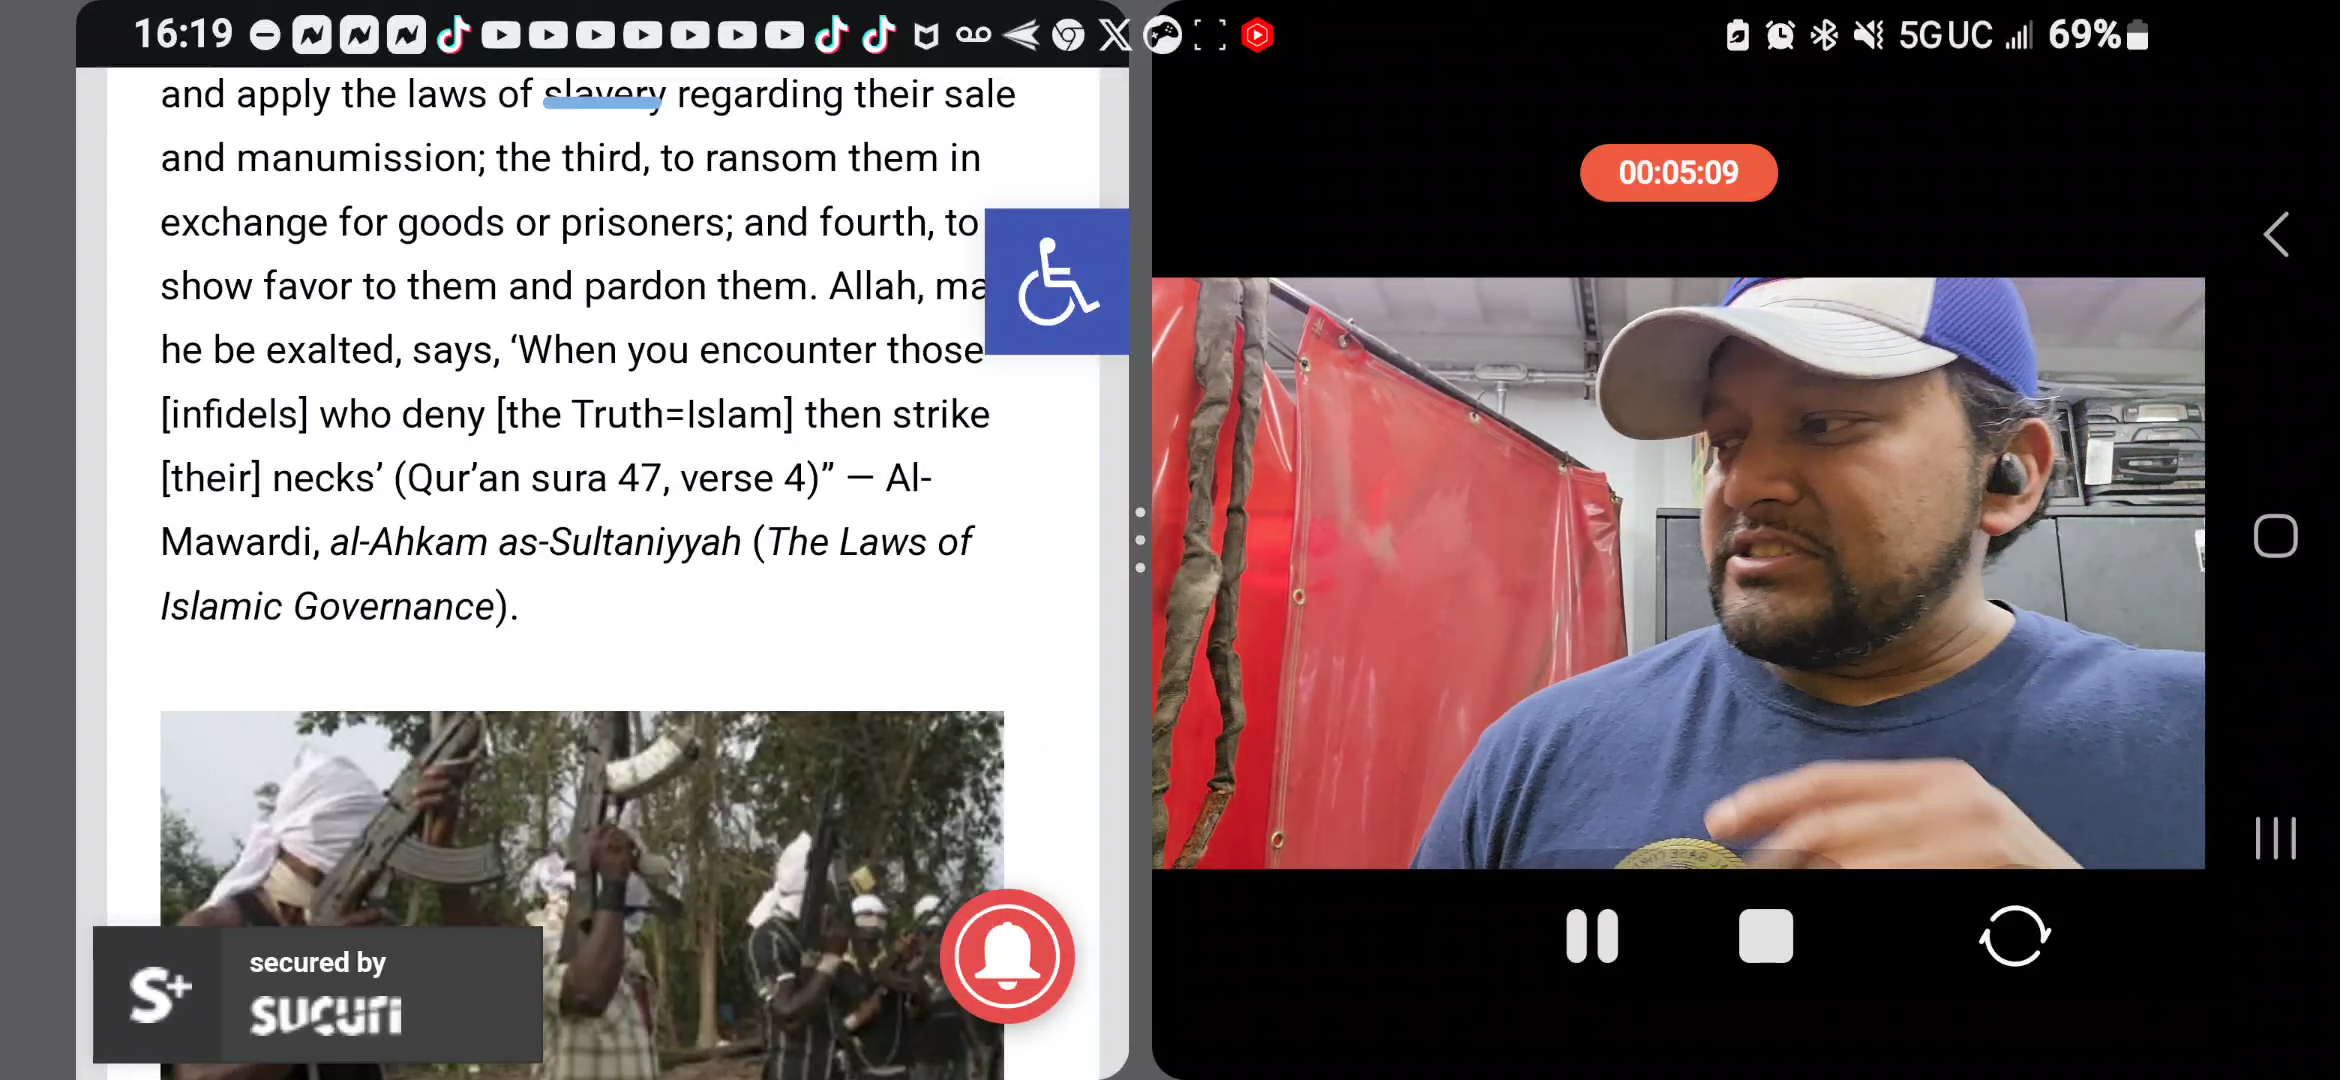 16:19
5G UC 69%
and apply the laws of slavery regarding their sale
and manumission; the third, to ransom them in
exchange for goods or prisoners; and fourth, to
show favor to them and pardon them. Allah, ma
he be exalted, says, ‘When you encounter those
[infidels] who deny [the Truth=Islam] then strike
[their] necks’ (Qur’an sura 47, verse 4)” — Al-
Mawardi, al-Ahkam as-Sultaniyyah (The Laws of
Islamic Governance).
S+ secured by
sucuri
00:05:09